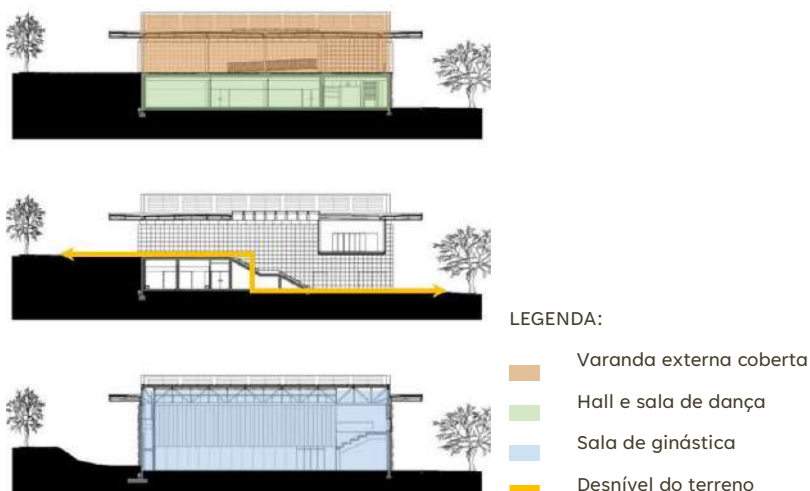 LEGENDA:
Varanda externa coberta
Hall e sala de dança
Sala de ginástica
Desnível do terreno